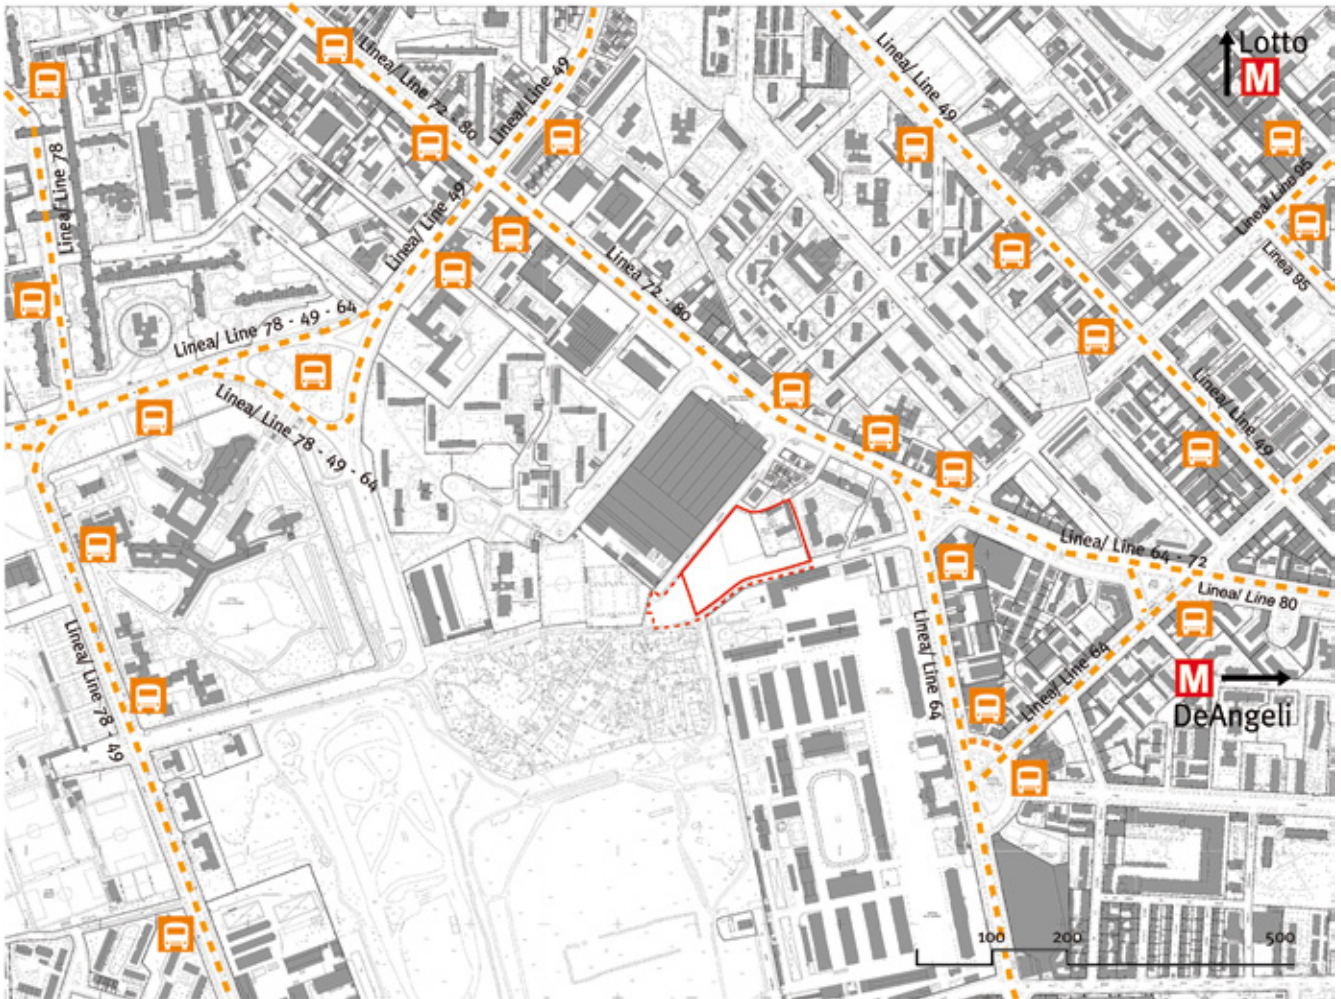 Linea/ Line 72 - 80
Linea/ Line 49
Linea/ Line 49
Lotto
M
Linea/ Line 78
Linea/ Line 49
Linea/ Line 95
Linea 95
Linea 72 - 80
Linea/ Line 78 - 49 - 64
Linea/ Line 78 - 49 - 64
Linea/ Line 49
Linea/ Line 64 - 72
Linea/ Line 80
Linea/ Line 78 - 49
Linea/ Line 64
Linea/ Line 64
M
DeAngeli
100 200 500